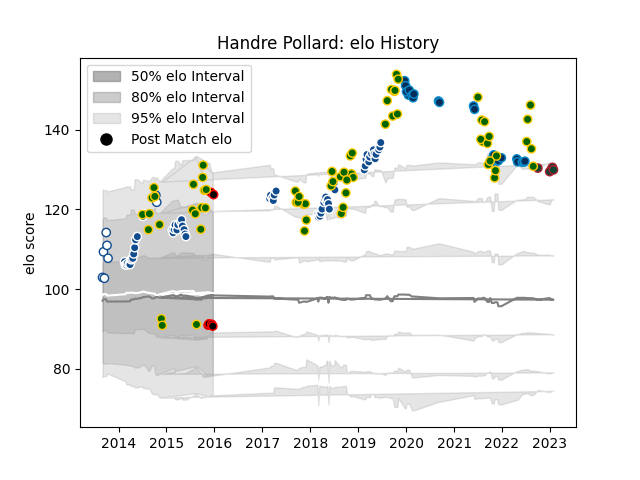 Handre Pollard: elo History
50% elo Interval
80% elo Interval
95% elo Interval
Post Match elo
elo score
140
120
100
80
2014 2015 2016 2017 2018 2019 2020 2021 2022 2023